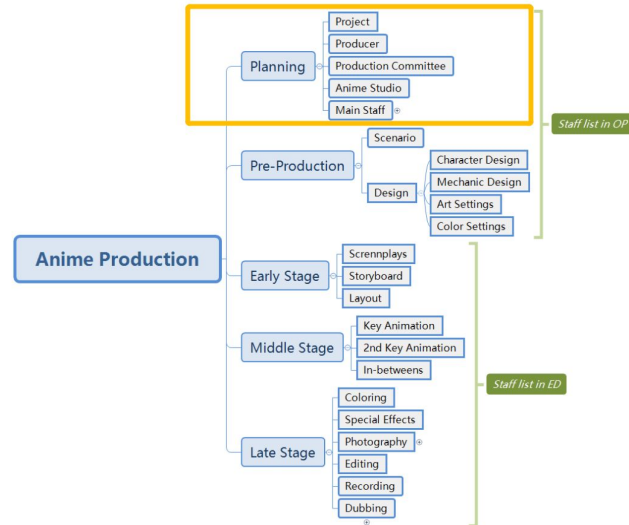 Anime Production
Planning
Project
Producer
Production Committee
Anime Studio
Main Staff
Pre-Production
Scenario
Design
Character Design
Mechanic Design
Art Settings
Color Settings
Staff list in OP
Early Stage
Scrennplays
Storyboard
Layout
Middle Stage
Key Animation
2nd Key Animation
In-betweens
Late Stage
Coloring
Special Effects
Photography
Editing
Recording
Dubbing
Staff list in ED